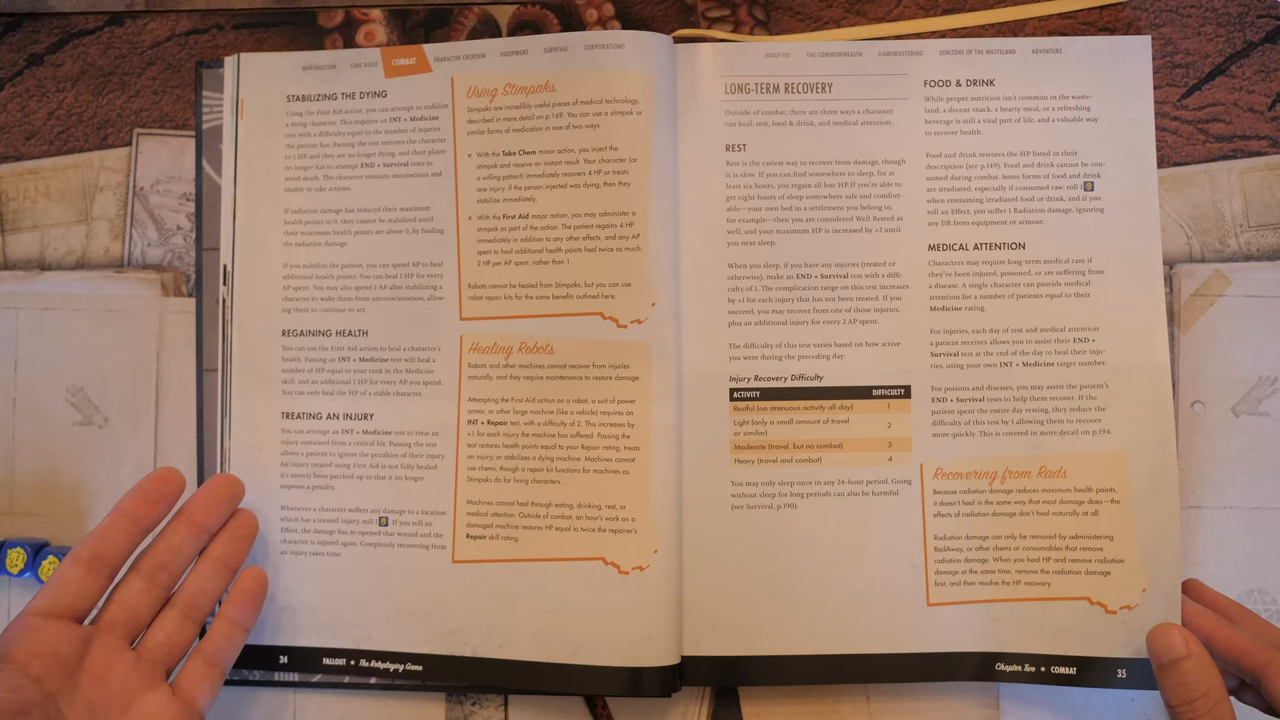 INTRODUCTION CORE RULES COMBAT CHARACTER CREATION EQUIPMENT SURVIVAL CORPORATIONS
STABILIZING THE DYING
Using the First Aid action, you can attempt to stabilize
a dying character. This requires an INT + Medicine
test with a difficulty equal to the number of injuries
the patient has. Passing the test restores the character
to 1 HP and they are no longer dying, and their player
no longer has to attempt END + Survival tests to
avoid death. The character remains unconscious and
unable to take actions.
If radiation damage has reduced their maximum
health points to 0, they cannot be stabilized until
their maximum health points are above 0, by healing
the radiation damage.
If you stabilize the patient, you can spend AP to heal
additional health points: You can heal 1 HP for every
AP spent. You may also spend 1 AP after stabilizing a
character to wake them from unconsciousness, allow-
ing them to continue to act.
REGAINING HEALTH
You can use the First Aid action to heal a character's
health. Passing an INT + Medicine test will heal a
number of HP equal to your rank in the Medicine
skill, and an additional 1 HP for every AP you spend.
You can only heal the HP of a stable character.
TREATING AN INJURY
You can attempt an INT + Medicine test to treat an
injury sustained from a critical hit. Passing the test
allows a patient to ignore the penalties of their injury.
An injury treated using First Aid is not fully healed:
it's merely been patched up so that it no longer
imposes a penalty.
Whenever a character suffers any damage to a location
which has a treated injury, roll 1. If you roll an
Effect, the damage has re-opened that wound and the
character is injured again. Completely recovering from
an injury takes time.
Using Stimpaks
Stimpaks are incredibly useful pieces of medical technology,
described in more detail on p.169. You can use a stimpak or
similar forms of medication in one of two ways.
With the Take Chem minor action, you inject the
stimpak and receive an instant result. Your character (or
a willing patient) immediately recovers 4 HP or treats
one injury. If the person injured was dying, then they
stabilize immediately.
With the First Aid major action, you may administer a
stimpak as part of the action. The patient regains 4 HP
immediately in addition to any other effects, and any AP
spent to heal additional health points heal twice as much:
2 HP per AP spent, rather than 1.
Robots cannot be healed from Stimpaks, but you can use
robot repair kits for the same benefits outlined here.
Healing Robots
Robots and other machines cannot recover from injuries
naturally, and they require maintenance to restore damage.
Attempting the First Aid action on a robot, a suit of power
armor, or other large machine (like a vehicle) requires an
INT + Repair test, with a difficulty of 2. This increases by
+1 for each injury the machine has suffered. Passing the
test restores health points equal to your Repair rating, treats
an injury, or stabilizes a dying machine. Machines cannot
use chems, though a repair kit functions for machines as
Stimpaks do for living characters.
Machines cannot heal through eating, drinking, rest, or
medical attention. Outside of combat, an hour's work on a
damaged machine restores HP equal to twice the repairer's
Repair skill rating.
34 FALLOUT ★ The Roleplaying Game
VAULT-TEC THE COMMONWEALTH GAMEMASTERING DENIZENS OF THE WASTELAND ADVENTURE
LONG-TERM RECOVERY
Outside of combat, there are three ways a character
can heal: rest, food & drink, and medical attention.
REST
Rest is the easiest way to recover from damage, though
it is slow. If you can find somewhere to sleep, for at
least six hours, you regain all lost HP.If you're able to
get eight hours of sleep somewhere safe and comfort-
able—your own bed in a settlement you belong to,
for example—then you are considered Well Rested as
well, and your maximum HP is increased by +2 until
you next sleep.
When you sleep, if you have any injuries (treated or
otherwise), make an END + Survival test with a diffi-
culty of 1. The complication range on this test increases
by +1 for each injury that has not been treated. If you
succeed, you may recover from one of those injuries,
plus an additional injury for every 2 AP spent.
The difficulty of this test varies based on how active
you were during the preceding day:
Injury Recovery Difficulty
ACTIVITY DIFFICULTY
Restful (no strenuous activity all day) 1
Light (only a small amount of travel
or similar) 2
Moderate (travel, but no combat) 3
Heavy (travel and combat) 4
You may only sleep once in any 24-hour period. Going
without sleep for long periods can also be harmful
(see Survival, p.190).
FOOD & DRINK
While proper nutrition isn't common in the waste-
land, a decent snack, a hearty meal, or a refreshing
beverage is still a vital part of life, and a valuable way
to recover health.
Food and drink restores the HP listed in their
description (see p.149). Food and drink cannot be con-
sumed during combat. Some forms of food and drink
are irradiated, especially if consumed raw: roll 1
when consuming irradiated food or drink, and if you
roll an Effect, you suffer 1 Radiation damage, ignoring
any DR from equipment or armour.
MEDICAL ATTENTION
Characters may require long-term medical care if
they've been injured, poisoned, or are suffering from
a disease. A single character can provide medical
attention for a number of patients equal to their
Medicine rating.
For injuries, each day of rest and medical attention
a patient receives allows you to assist their END +
Survival test at the end of the day to heal their inju-
ries, using your own INT + Medicine target number.
For poisons and diseases, you may assist the patient's
END + Survival tests to help them recover. If the
patient spent the entire day resting, they reduce the
difficulty of this test by 1 allowing them to recover
more quickly. This is covered in more detail on p.194.
Recovering from Rads
Because radiation damage reduces maximum health points,
it doesn't heal in the same way that most damage does—the
effects of radiation damage don't heal naturally at all.
Radiation damage can only be removed by administering
RadAway, or other chems or consumables that remove
radiation damage. When you heal HP and remove radiation
damage at the same time, remove the radiation damage
first, and then resolve the HP recovery.
Chapter Two ★ COMBAT 35